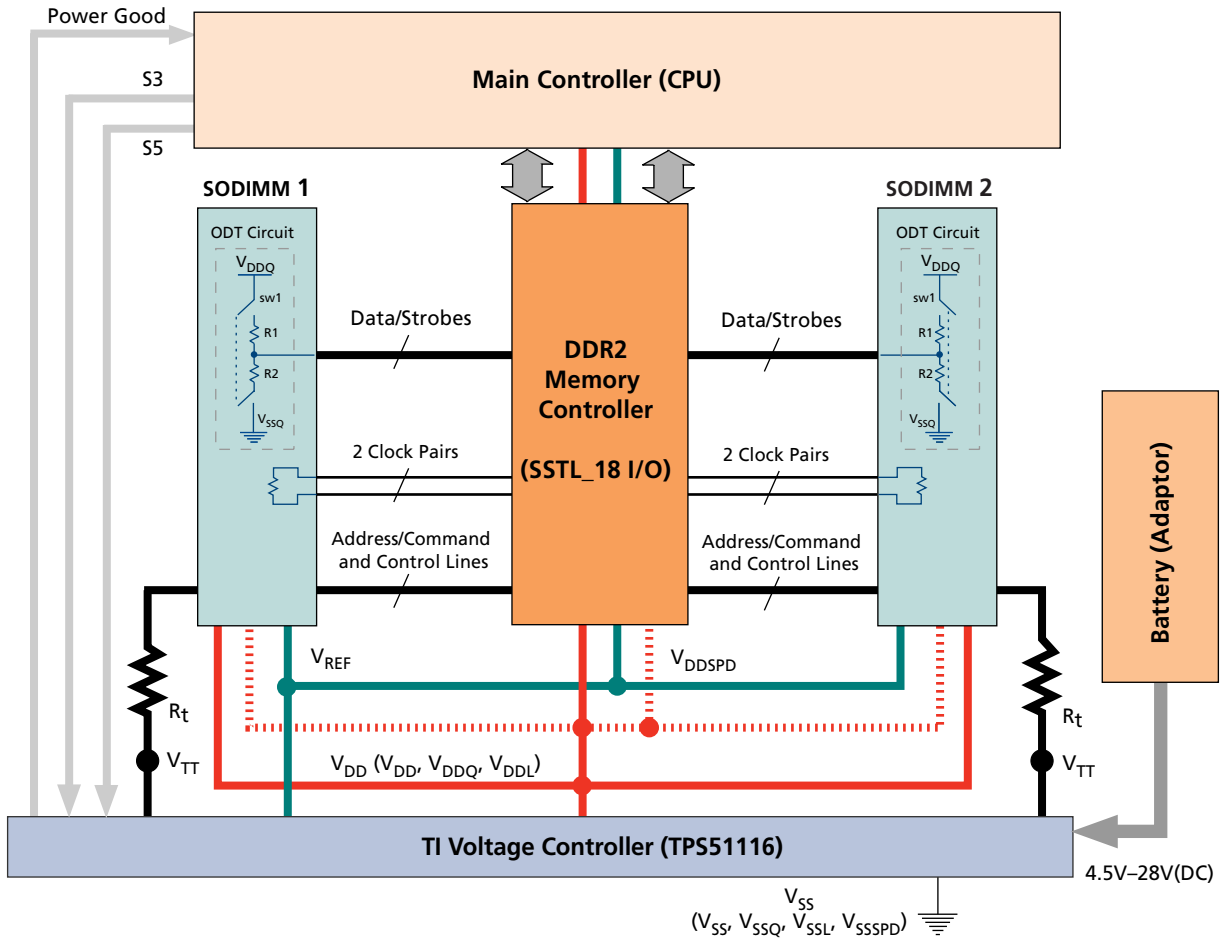 Power Good
S3
S5
Main Controller (CPU)
SODIMM 1
SODIMM 2
ODT Circuit
VDDQ
sw1
R1
R2
VSSQ
ODT Circuit
VDDQ
sw1
R1
R2
VSSQ
Data/Strobes
Data/Strobes
DDR2
Memory
Controller
(SSTL_18 I/O)
2 Clock Pairs
2 Clock Pairs
Address/Command
and Control Lines
Address/Command
and Control Lines
Battery (Adaptor)
VREF
VDDSPD
Rt
Rt
VTT
VTT
VDD (VDD, VDDQ, VDDL)
TI Voltage Controller (TPS51116)
4.5V–28V(DC)
VSS
(VSS, VSSQ, VSSL, VSSSPD)